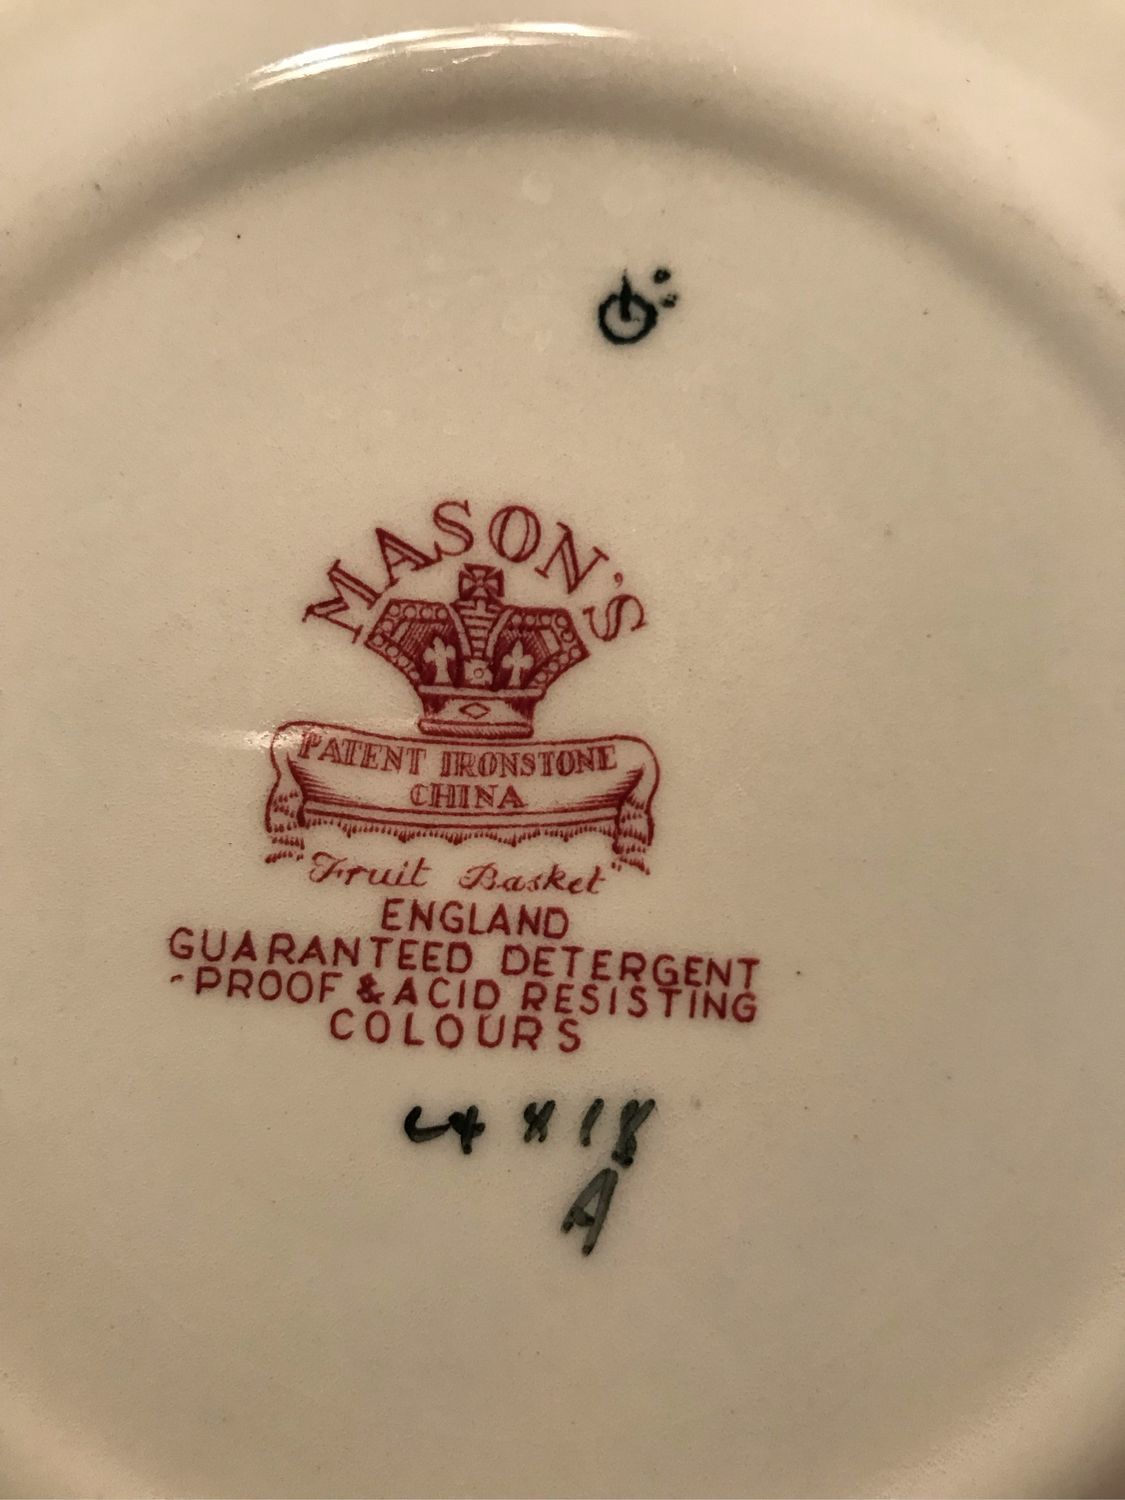 MASON'S
PATENT IRONSTONE
CHINA
Fruit Basket
ENGLAND
GUARANTEED DETERGENT
-PROOF & ACID RESISTING
COLOURS
A